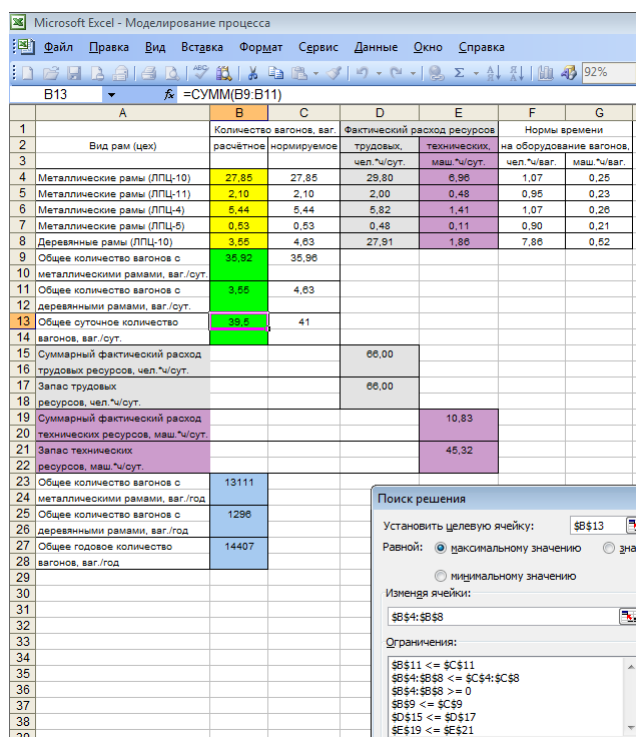 Microsoft Excel - Моделирование процесса
Файл Правка Вид Вставка Формат Сервис Данные Окно Справка
92%
B13 fx =СУММ(B9:B11)
A B C D E F G
1 Количество вагонов, ваг. Фактический расход ресурсов Нормы времени
2 Вид рам (цех) расчётное нормируемое трудовых, технических, на оборудование вагонов,
3 чел.*ч/сут. маш.*ч/сут. чел.*ч/ваг. маш.*ч/ваг.
4 Металлические рамы (ЛПЦ-10) 27,85 27,85 29,80 6,96 1,07 0,25
5 Металлические рамы (ЛПЦ-11) 2,10 2,10 2,00 0,48 0,95 0,23
6 Металлические рамы (ЛПЦ-4) 5,44 5,44 5,82 1,41 1,07 0,26
7 Металлические рамы (ЛПЦ-5) 0,53 0,53 0,48 0,11 0,90 0,21
8 Деревянные рамы (ЛПЦ-10) 3,55 4,63 27,91 1,86 7,86 0,52
9 Общее количество вагонов с 35,92 35,96
10 металлическими рамами, ваг./сут.
11 Общее количество вагонов с 3,55 4,63
12 деревянными рамами, ваг./сут.
13 Общее суточное количество 39,5 41
14 вагонов, ваг./сут.
15 Суммарный фактический расход 66,00
16 трудовых ресурсов, чел.*ч/сут.
17 Запас трудовых 66,00
18 ресурсов, чел.*ч/сут.
19 Суммарный фактический расход 10,83
20 технических ресурсов, маш.*ч/сут.
21 Запас технических 45,32
22 ресурсов, маш.*ч/сут.
23 Общее количество вагонов с 13111
24 металлическими рамами, ваг./год
25 Общее количество вагонов с 1296
26 деревянными рамами, ваг./год
27 Общее годовое количество 14407
28 вагонов, ваг./год
29
30
31
32
33
34
35
36
37
38
39
Поиск решения
Установить целевую ячейку: $B$13
Равной: максимальному значению зна
минимальному значению
Изменяя ячейки:
$B$4:$B$8
Ограничения:
$B$11 <= $C$11
$B$4:$B$8 <= $C$4:$C$8
$B$4:$B$8 >= 0
$B$9 <= $C$9
$D$15 <= $D$17
$E$19 <= $E$21